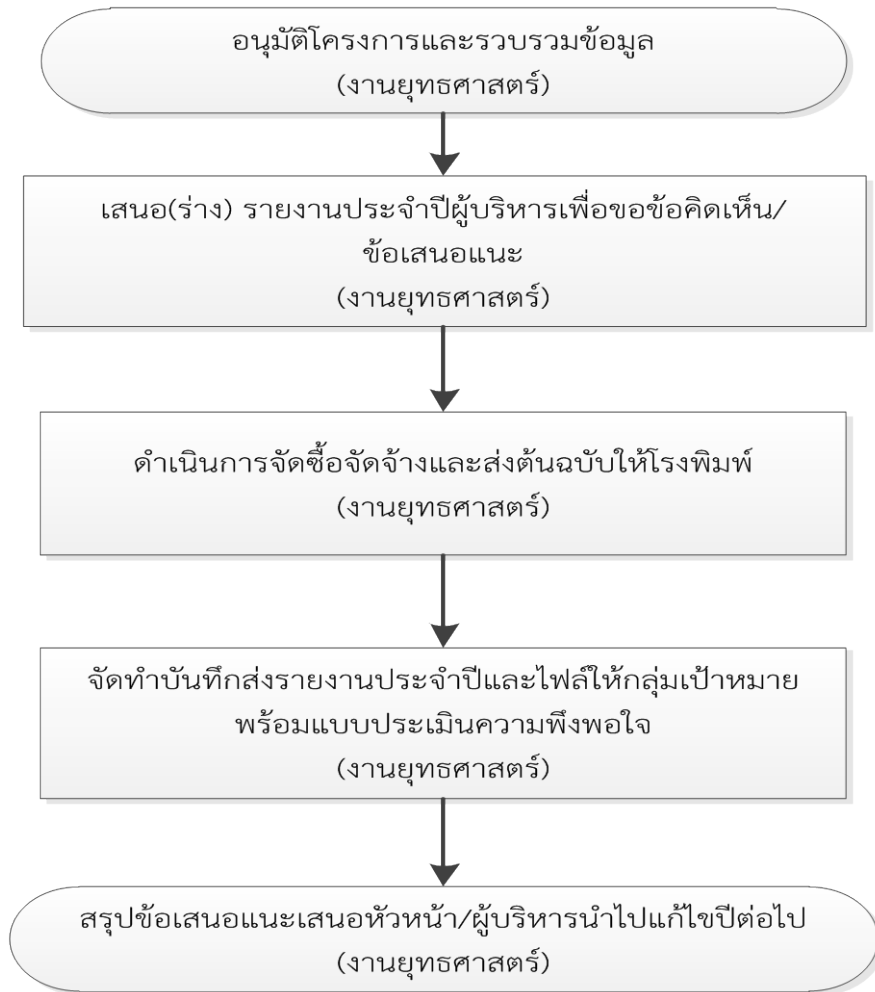 อนุมัติโครงการและรวบรวมข้อมูล
(งานยุทธศาสตร์)
เสนอ(ร่าง) รายงานประจำปีผู้บริหารเพื่อขอข้อคิดเห็น/
ข้อเสนอแนะ
(งานยุทธศาสตร์)
ดำเนินการจัดซื้อจัดจ้างและส่งต้นฉบับให้โรงพิมพ์
(งานยุทธศาสตร์)
จัดทำบันทึกส่งรายงานประจำปีและไฟล์ให้กลุ่มเป้าหมาย
พร้อมแบบประเมินความพึงพอใจ
(งานยุทธศาสตร์)
สรุปข้อเสนอแนะเสนอหัวหน้า/ผู้บริหารนำไปแก้ไขปีต่อไป
(งานยุทธศาสตร์)